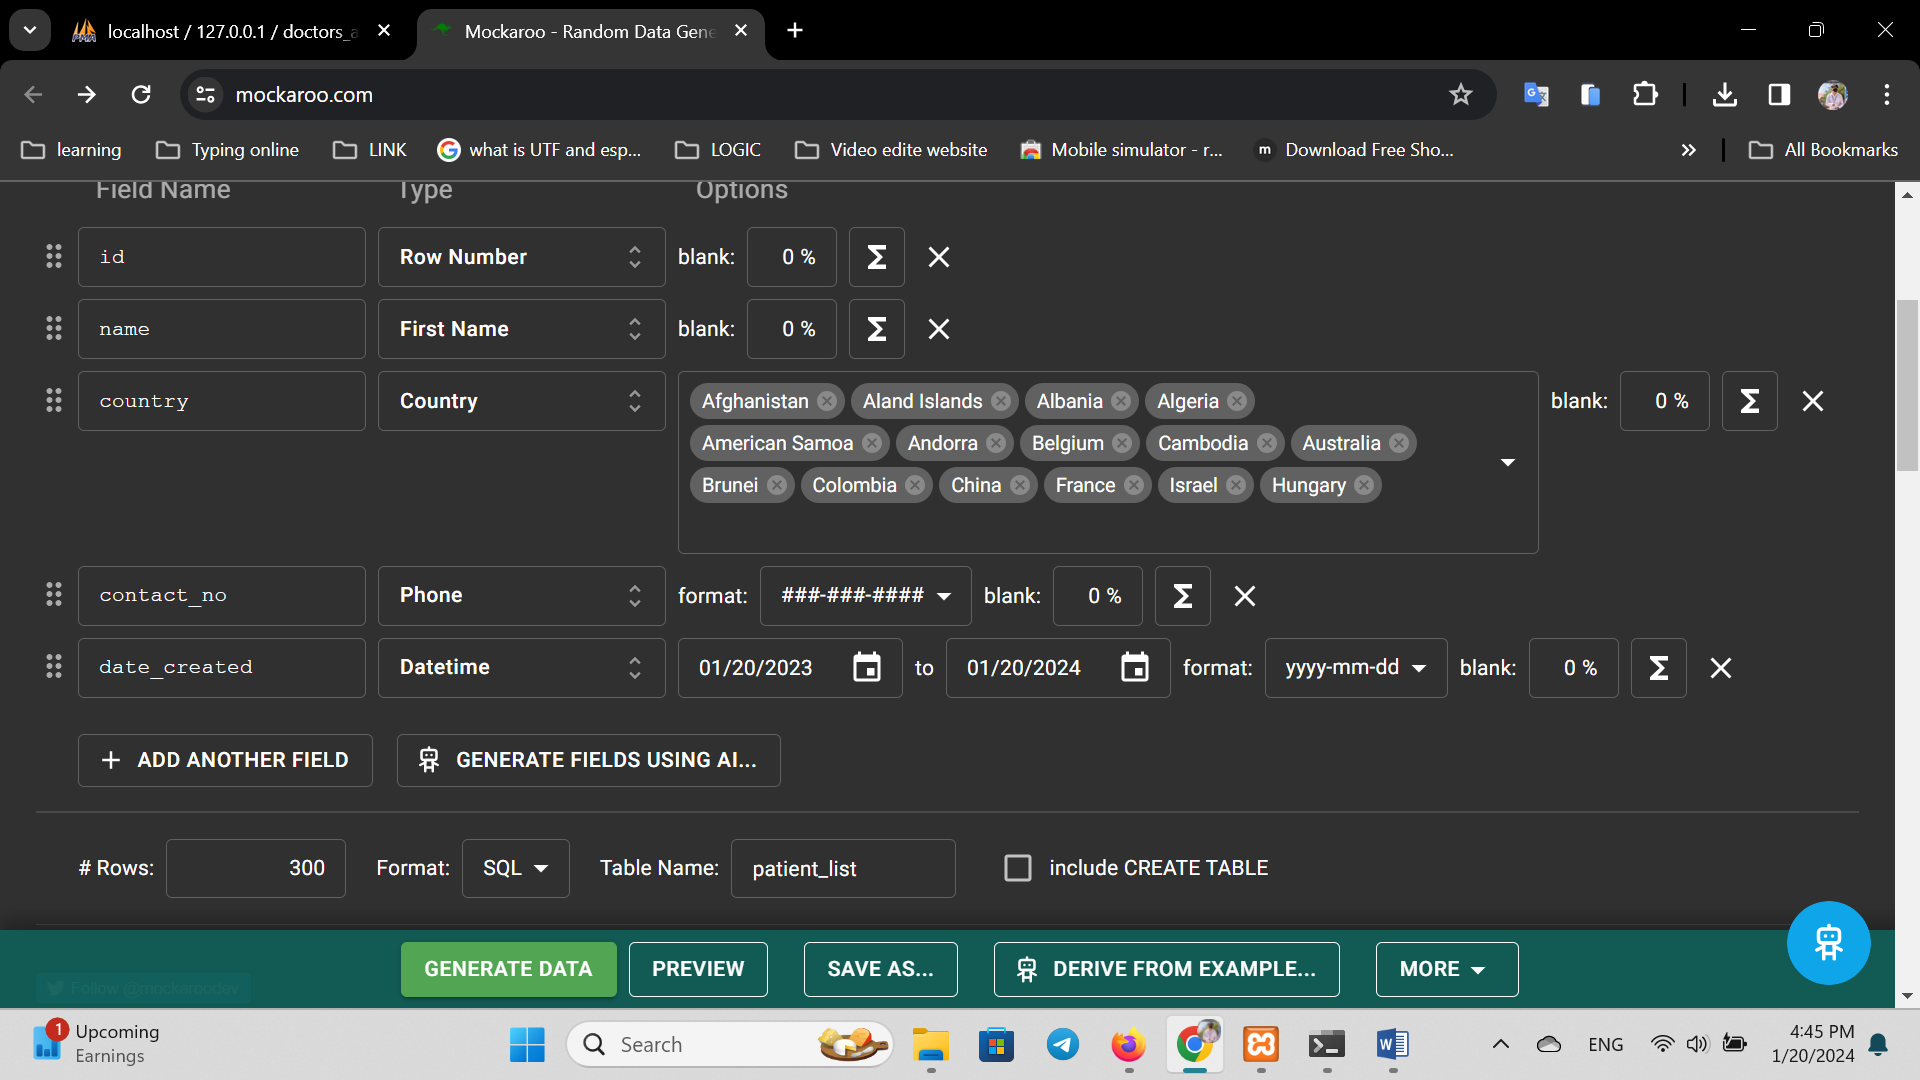 localhost / 127.0.0.1 / doctors_a
Mockaroo - Random Data Gene
mockaroo.com
learning
Typing online
LINK
what is UTF and esp...
LOGIC
Video edite website
Mobile simulator - r...
Download Free Sho...
All Bookmarks
Field Name Type Options
id Row Number blank: 0 %
name First Name blank: 0 %
country Country Afghanistan Aland Islands Albania Algeria blank: 0 %
American Samoa Andorra Belgium Cambodia Australia
Brunei Colombia China France Israel Hungary
contact_no Phone format: ###-###-#### blank: 0 %
date_created Datetime 01/20/2023 to 01/20/2024 format: yyyy-mm-dd blank: 0 %
+ ADD ANOTHER FIELD GENERATE FIELDS USING AI...
# Rows: 300 Format: SQL Table Name: patient_list include CREATE TABLE
GENERATE DATA PREVIEW SAVE AS... DERIVE FROM EXAMPLE... MORE
Follow @mockaroodev
1
Upcoming
Earnings
Search
ENG
4:45 PM
1/20/2024